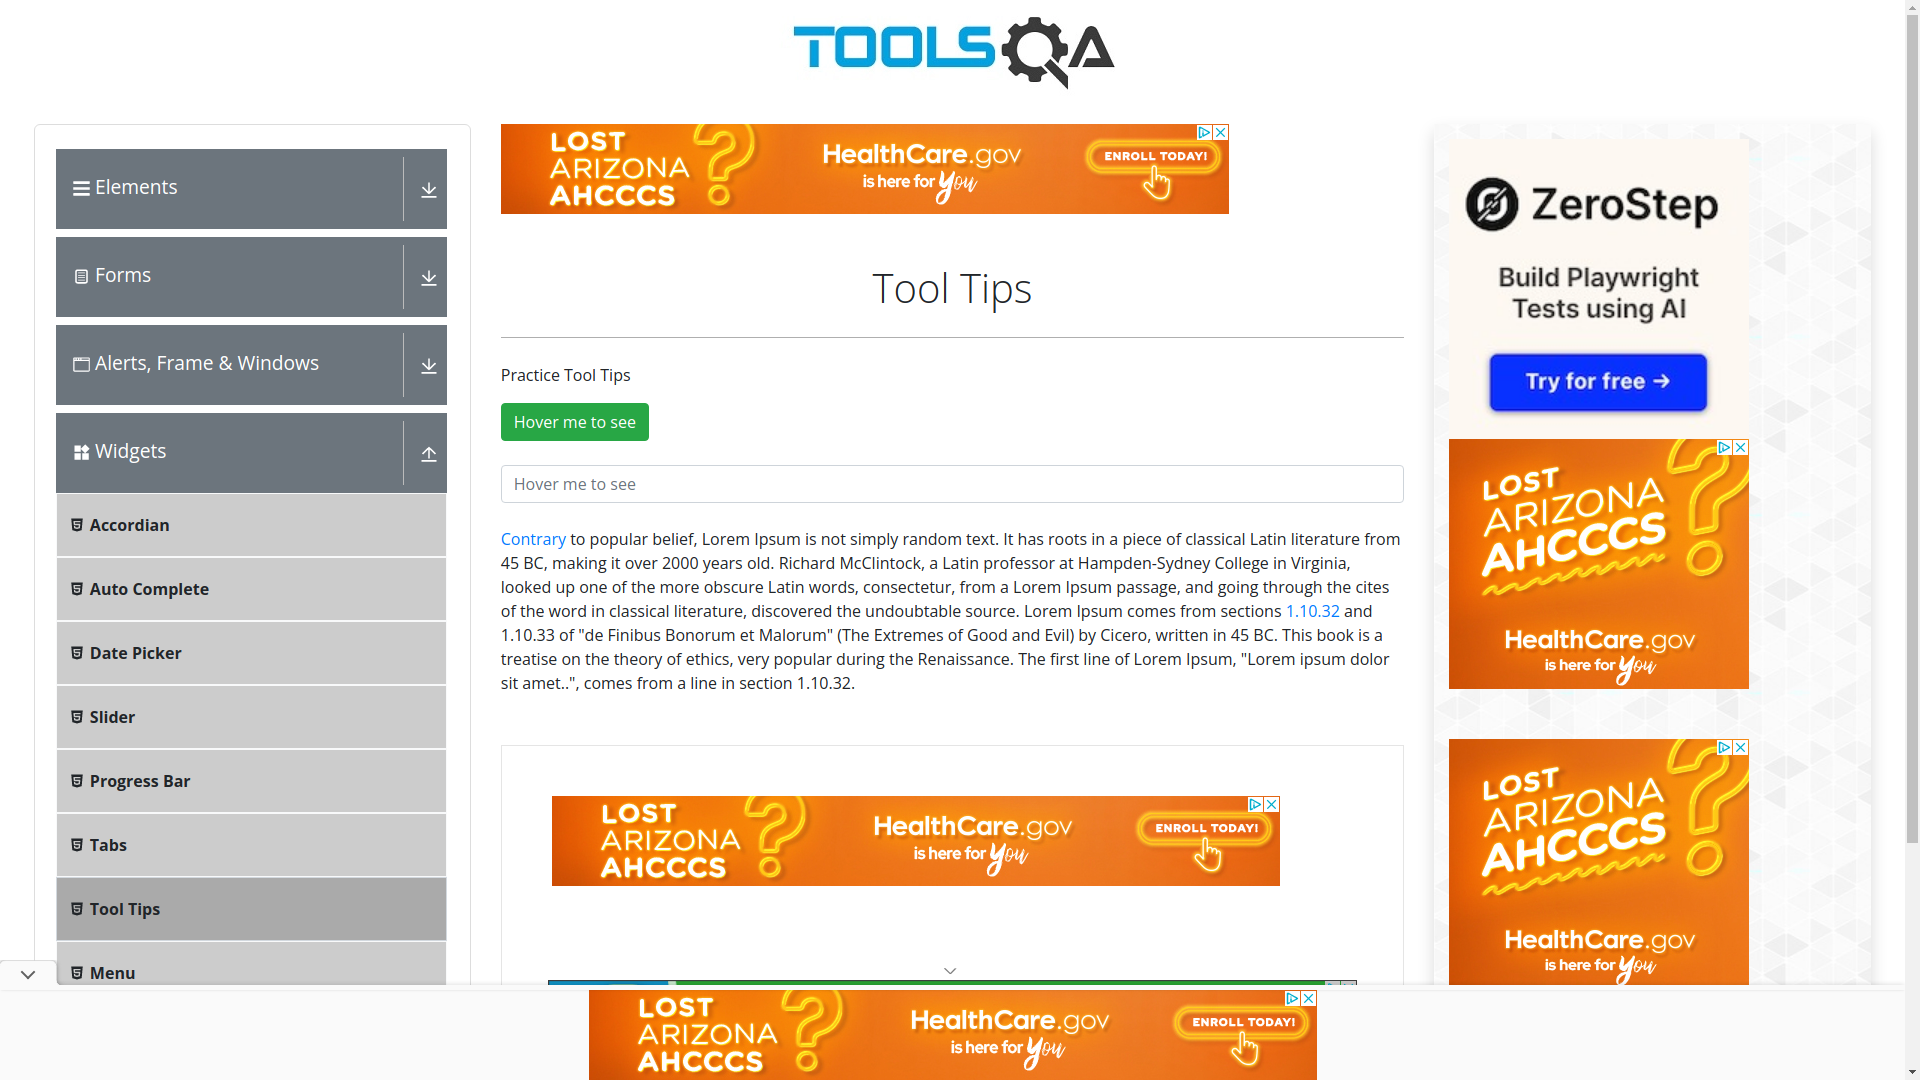 TOOLSQA
Elements
Forms
Alerts, Frame & Windows
Widgets
Accordian
Auto Complete
Date Picker
Slider
Progress Bar
Tabs
Tool Tips
Menu
LOST
ARIZONA
AHCCCS
?
HealthCare.gov
is here for You
ENROLL TODAY!
Tool Tips
Practice Tool Tips
Hover me to see
Hover me to see
Contrary to popular belief, Lorem Ipsum is not simply random text. It has roots in a piece of classical Latin literature from
45 BC, making it over 2000 years old. Richard McClintock, a Latin professor at Hampden-Sydney College in Virginia,
looked up one of the more obscure Latin words, consectetur, from a Lorem Ipsum passage, and going through the cites
of the word in classical literature, discovered the undoubtable source. Lorem Ipsum comes from sections 1.10.32 and
1.10.33 of "de Finibus Bonorum et Malorum" (The Extremes of Good and Evil) by Cicero, written in 45 BC. This book is a
treatise on the theory of ethics, very popular during the Renaissance. The first line of Lorem Ipsum, "Lorem ipsum dolor
sit amet..", comes from a line in section 1.10.32.
LOST
ARIZONA
AHCCCS
?
HealthCare.gov
is here for You
ENROLL TODAY!
ZeroStep
Build Playwright
Tests using AI
Try for free →
LOST
ARIZONA
AHCCCS
?
HealthCare.gov
is here for You
LOST
ARIZONA
AHCCCS
?
HealthCare.gov
is here for You
LOST
ARIZONA
AHCCCS
?
HealthCare.gov
is here for You
ENROLL TODAY!